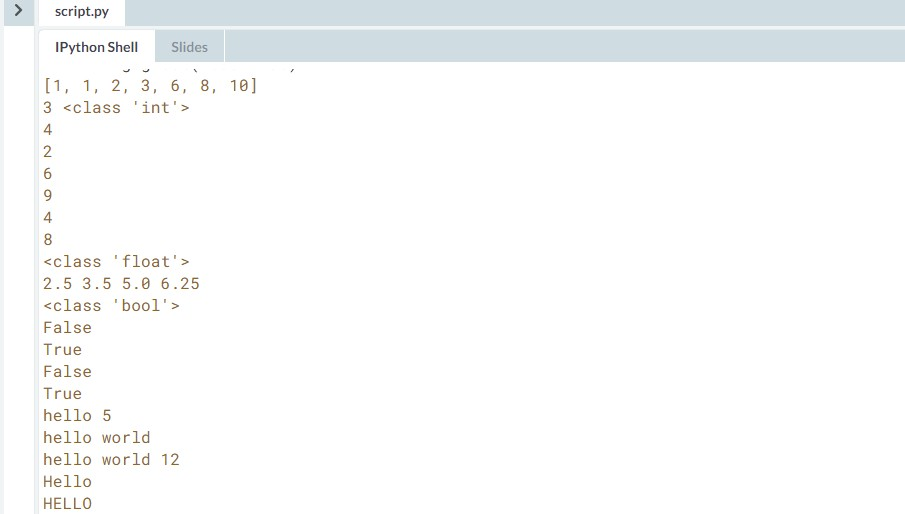 script.py
IPython Shell
Slides
[1, 1, 2, 3, 6, 8, 10]
3 <class 'int'>
4
2
6
9
4
8
<class 'float'>
2.5 3.5 5.0 6.25
<class 'bool'>
False
True
False
True
hello 5
hello world
hello world 12
Hello
HELLO